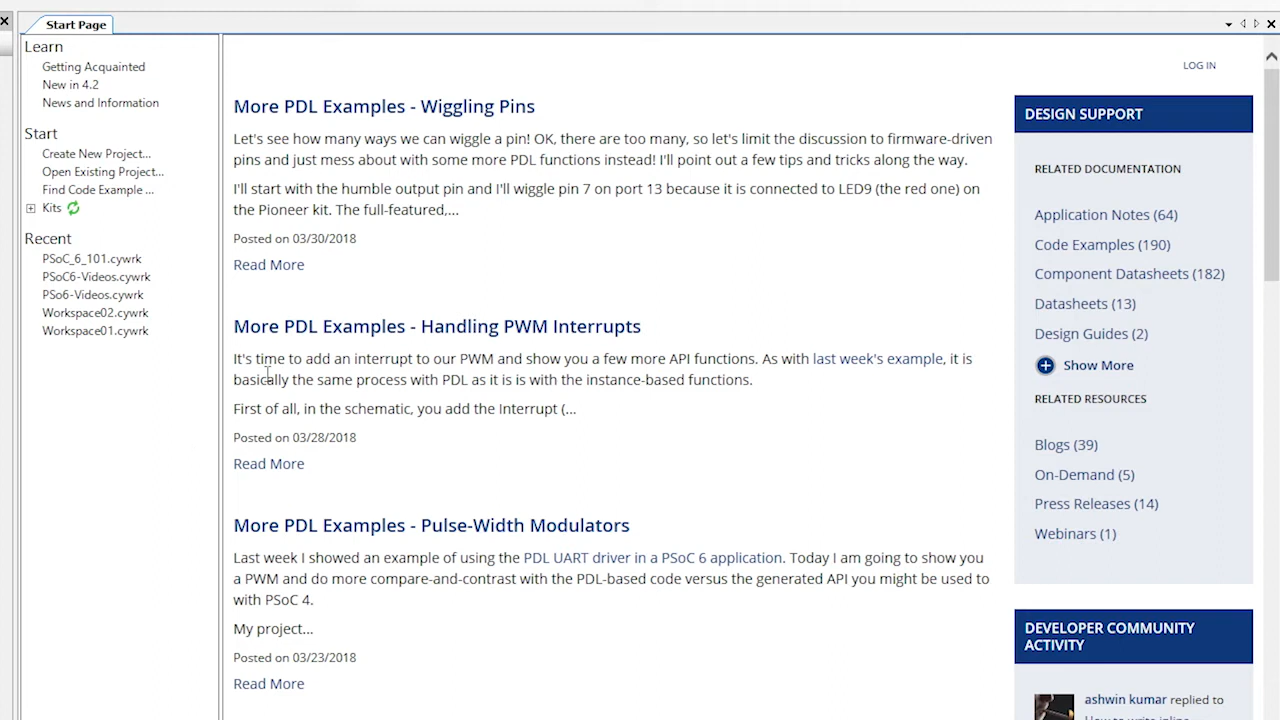 Start Page
Learn
Getting Acquainted
New in 4.2
News and Information
Start
Create New Project...
Open Existing Project...
Find Code Example ...
Kits
Recent
PSoC_6_101.cywrk
PSoC6-Videos.cywrk
PSo6-Videos.cywrk
Workspace02.cywrk
Workspace01.cywrk
LOG IN
More PDL Examples - Wiggling Pins
Let's see how many ways we can wiggle a pin! OK, there are too many, so let's limit the discussion to firmware-driven
pins and just mess about with some more PDL functions instead! I'll point out a few tips and tricks along the way.
I'll start with the humble output pin and I'll wiggle pin 7 on port 13 because it is connected to LED9 (the red one) on
the Pioneer kit. The full-featured,...
Posted on 03/30/2018
Read More
More PDL Examples - Handling PWM Interrupts
It's time to add an interrupt to our PWM and show you a few more API functions. As with last week's example, it is
basically the same process with PDL as it is is with the instance-based functions.
First of all, in the schematic, you add the Interrupt (...
Posted on 03/28/2018
Read More
More PDL Examples - Pulse-Width Modulators
Last week I showed an example of using the PDL UART driver in a PSoC 6 application. Today I am going to show you
a PWM and do more compare-and-contrast with the PDL-based code versus the generated API you might be used to
with PSoC 4.
My project...
Posted on 03/23/2018
Read More
DESIGN SUPPORT
RELATED DOCUMENTATION
Application Notes (64)
Code Examples (190)
Component Datasheets (182)
Datasheets (13)
Design Guides (2)
Show More
RELATED RESOURCES
Blogs (39)
On-Demand (5)
Press Releases (14)
Webinars (1)
DEVELOPER COMMUNITY
ACTIVITY
ashwin kumar replied to
How to write inline